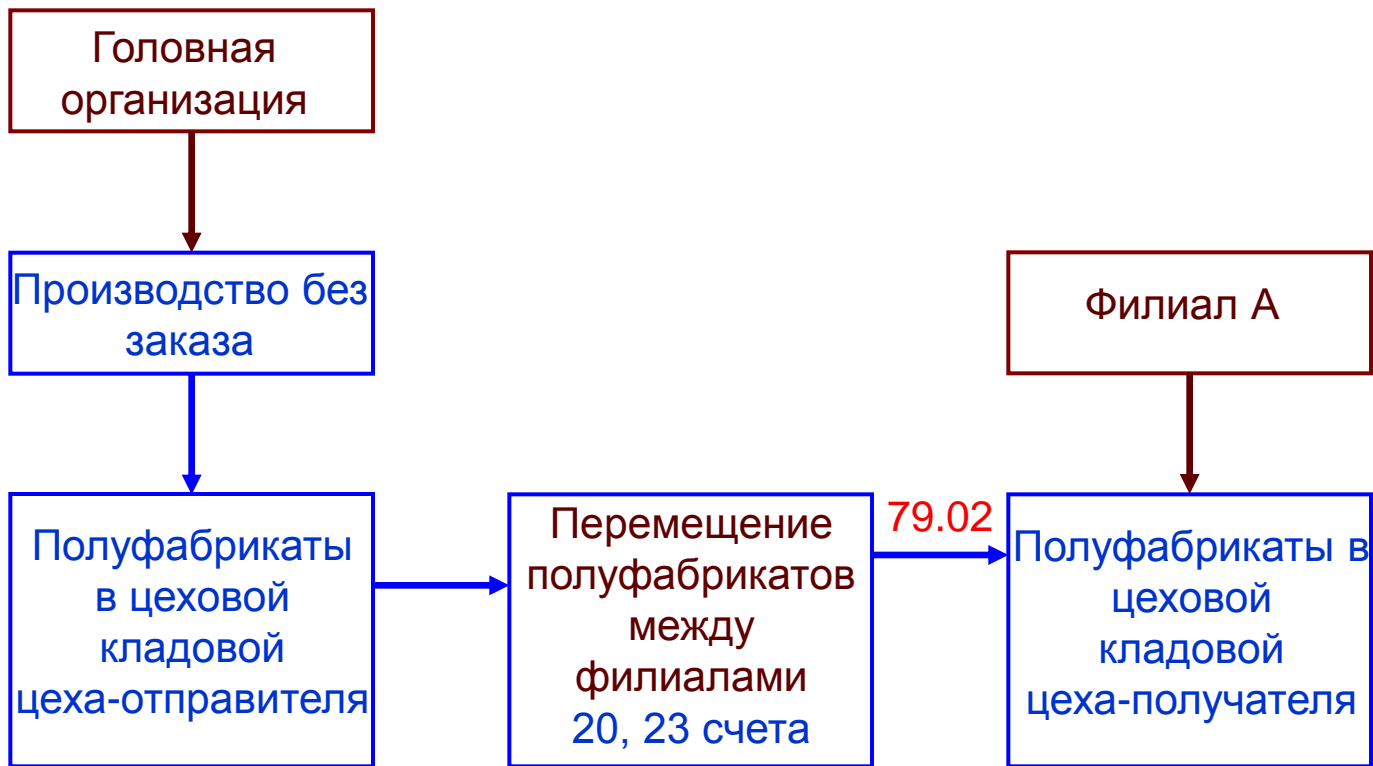 Головная
организация
Производство без
заказа
Филиал А
Полуфабрикаты
в цеховой
кладовой
цеха-отправителя
Перемещение
полуфабрикатов
между
филиалами
20, 23 счета
79.02
Полуфабрикаты в
цеховой
кладовой
цеха-получателя